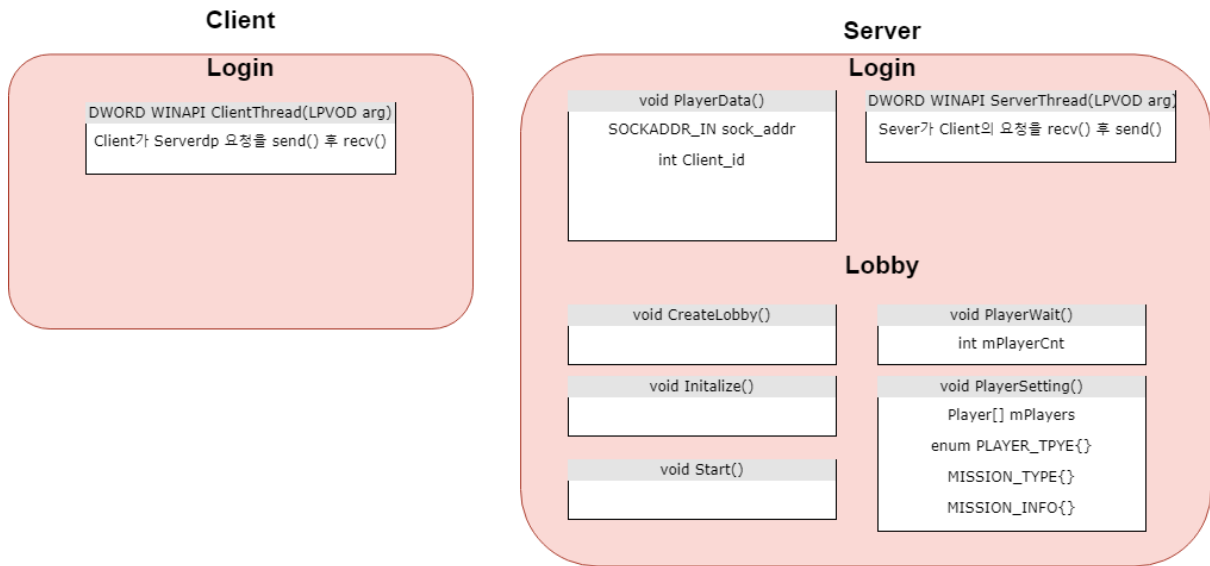 Client
Login
DWORD WINAPI ClientThread(LPVOD arg)
Client가 Serverdp 요청을 send() 후 recv()
Server
Login
void PlayerData()
SOCKADDR_IN sock_addr
int Client_id
DWORD WINAPI ServerThread(LPVOD arg)
Sever가 Client의 요청을 recv() 후 send()
Lobby
void CreateLobby()
void PlayerWait()
int mPlayerCnt
void Initalize()
void PlayerSetting()
Player[] mPlayers
enum PLAYER_TPYE{}
MISSION_TYPE{}
MISSION_INFO{}
void Start()